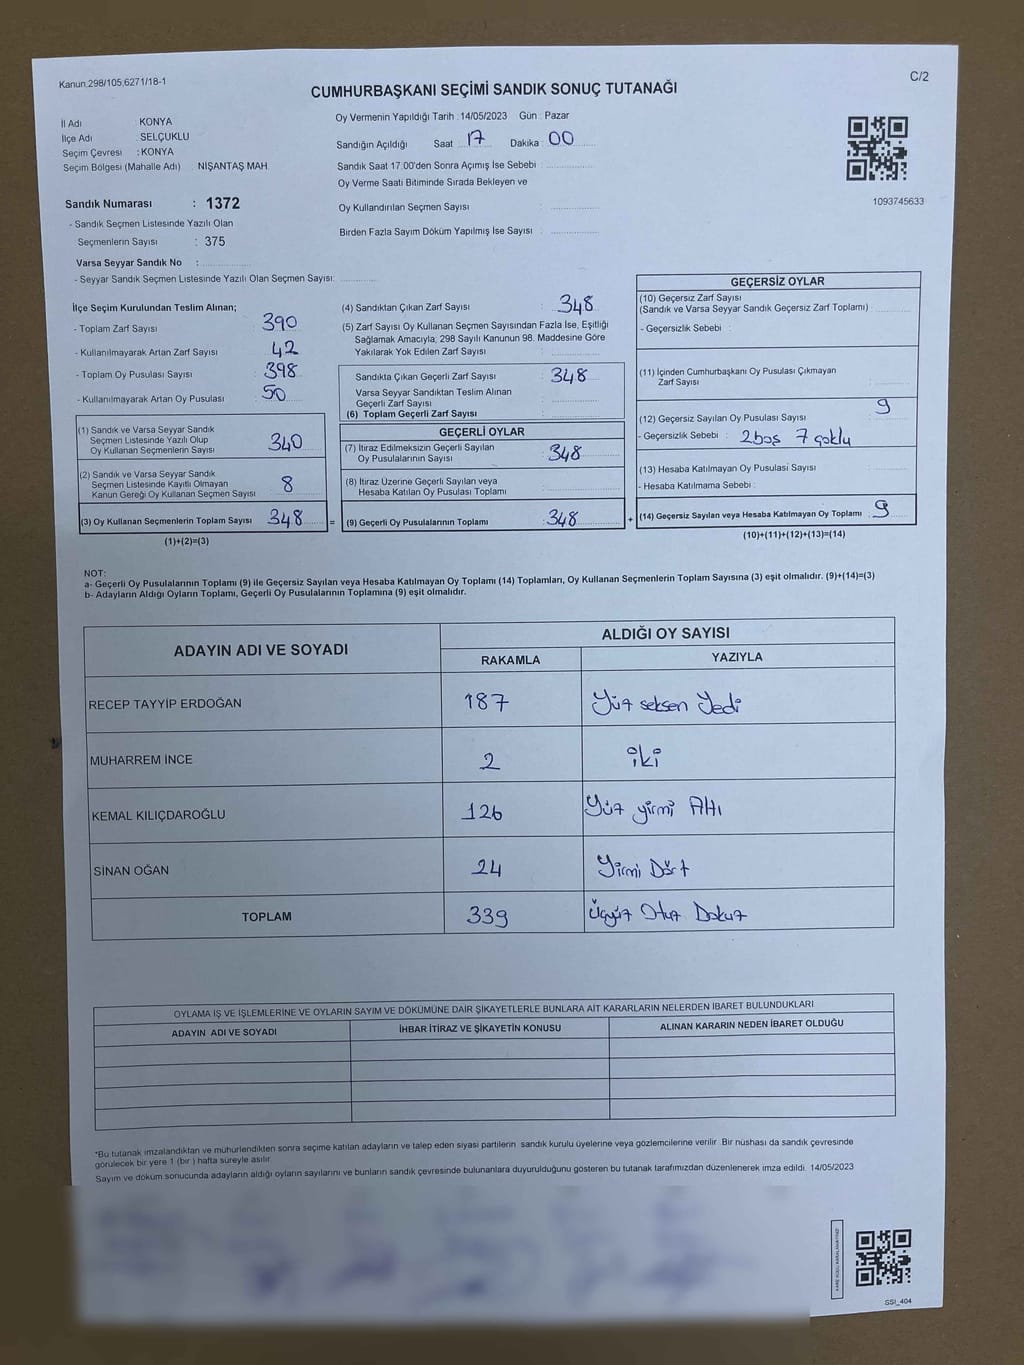 Kanun;298/105;6271/18-1
C/2
CUMHURBAŞKANI SEÇİMİ SANDIK SONUÇ TUTANAĞI
İl Adı : KONYA
İlçe Adı : SELÇUKLU
Seçim Çevresi : KONYA
Seçim Bölgesi (Mahalle Adı) : NİŞANTAŞ MAH.
Oy Vermenin Yapıldığı Tarih :14/05/2023 Gün : Pazar
Sandığın Açıldığı Saat 17 Dakika 00
Sandık Saat 17:00'den Sonra Açımış İse Sebebi :
Oy Verme Saati Bitiminde Sırada Bekleyen ve
Oy Kullandırılan Seçmen Sayısı
Birden Fazla Sayım Döküm Yapılmış İse Sayısı :
1093745633
Sandık Numarası : 1372
- Sandık Seçmen Listesinde Yazılı Olan
Seçmenlerin Sayısı : 375
Varsa Seyyar Sandık No :
- Seyyar Sandık Seçmen Listesinde Yazılı Olan Seçmen Sayısı:
İlçe Seçim Kurulundan Teslim Alınan;
- Toplam Zarf Sayısı 390
- Kullanılmayarak Artan Zarf Sayısı 42
- Toplam Oy Pusulası Sayısı 398
- Kullanılmayarak Artan Oy Pusulası 50
(1) Sandık ve Varsa Seyyar Sandık
Seçmen Listesinde Yazılı Olup
Oy Kullanan Seçmenlerin Sayısı 340
(2) Sandık ve Varsa Seyyar Sandık
Seçmen Listesinde Kayıtlı Olmayan
Kanun Gereği Oy Kullanan Seçmen Sayısı 8
(3) Oy Kullanan Seçmenlerin Toplam Sayısı 348 =
(1)+(2)=(3)
(4) Sandıktan Çıkan Zarf Sayısı : 348
(5) Zarf Sayısı Oy Kullanan Seçmen Sayısından Fazla İse, Eşitliği
Sağlamak Amacıyla; 298 Sayılı Kanunun 98. Maddesine Göre
Yakılarak Yok Edilen Zarf Sayısı :
Sandıkta Çıkan Geçerli Zarf Sayısı : 348
Varsa Seyyar Sandıktan Teslim Alınan
Geçerli Zarf Sayısı :
(6) Toplam Geçerli Zarf Sayısı :
GEÇERLİ OYLAR
(7) İtiraz Edilmeksizin Geçerli Sayılan
Oy Pusulalarının Sayısı : 348
(8) İtiraz Üzerine Geçerli Sayılan veya
Hesaba Katılan Oy Pusulası Toplamı :
(9) Geçerli Oy Pusulalarının Toplamı : 348 +
GEÇERSİZ OYLAR
(10) Geçersiz Zarf Sayısı
(Sandık ve Varsa Seyyar Sandık Geçersiz Zarf Toplamı) :
- Geçersizlik Sebebi :
(11) İçinden Cumhurbaşkanı Oy Pusulası Çıkmayan
Zarf Sayısı :
(12) Geçersiz Sayılan Oy Pusulası Sayısı : 9
- Geçersizlik Sebebi : 2 boş 7 çoklu
(13) Hesaba Katılmayan Oy Pusulası Sayısı
- Hesaba Katılmama Sebebi :
(14) Geçersiz Sayılan veya Hesaba Katılmayan Oy Toplamı : 9
(10)+(11)+(12)+(13)=(14)
NOT:
a- Geçerli Oy Pusulalarının Toplamı (9) ile Geçersiz Sayılan veya Hesaba Katılmayan Oy Toplamı (14) Toplamları, Oy Kullanan Seçmenlerin Toplam Sayısına (3) eşit olmalıdır. (9)+(14)=(3)
b- Adayların Aldığı Oyların Toplamı, Geçerli Oy Pusulalarının Toplamına (9) eşit olmalıdır.
ADAYIN ADI VE SOYADI ALDIĞI OY SAYISI
RAKAMLA YAZIYLA
RECEP TAYYİP ERDOĞAN 187 Yüz seksen Yedi
MUHARREM İNCE 2 iki
KEMAL KILIÇDAROĞLU 126 Yüz yirmi Altı
SİNAN OĞAN 24 Yirmi Dört
TOPLAM 339 Üçyüz Otuz Dokuz
OYLAMA İŞ VE İŞLEMLERİNE VE OYLARIN SAYIM VE DÖKÜMÜNE DAİR ŞİKAYETLERLE BUNLARA AİT KARARLARIN NELERDEN İBARET BULUNDUKLARI
ADAYIN ADI VE SOYADI İHBAR İTİRAZ VE ŞİKAYETİN KONUSU ALINAN KARARIN NEDEN İBARET OLDUĞU
*Bu tutanak imzalandıktan ve mühürlendikten sonra seçime katılan adayların ve talep eden siyasi partilerin sandık kurulu üyelerine veya gözlemcilerine verilir. Bir nüshası da sandık çevresinde
görülecek bir yere 1 (bir ) hafta süreyle asılır.
Sayım ve döküm sonucunda adayların aldığı oyların sayılarını ve bunların sandık çevresinde bulunanlara duyurulduğunu gösteren bu tutanak tarafımızdan düzenlenerek imza edildi. 14/05/2023
SSİ_404